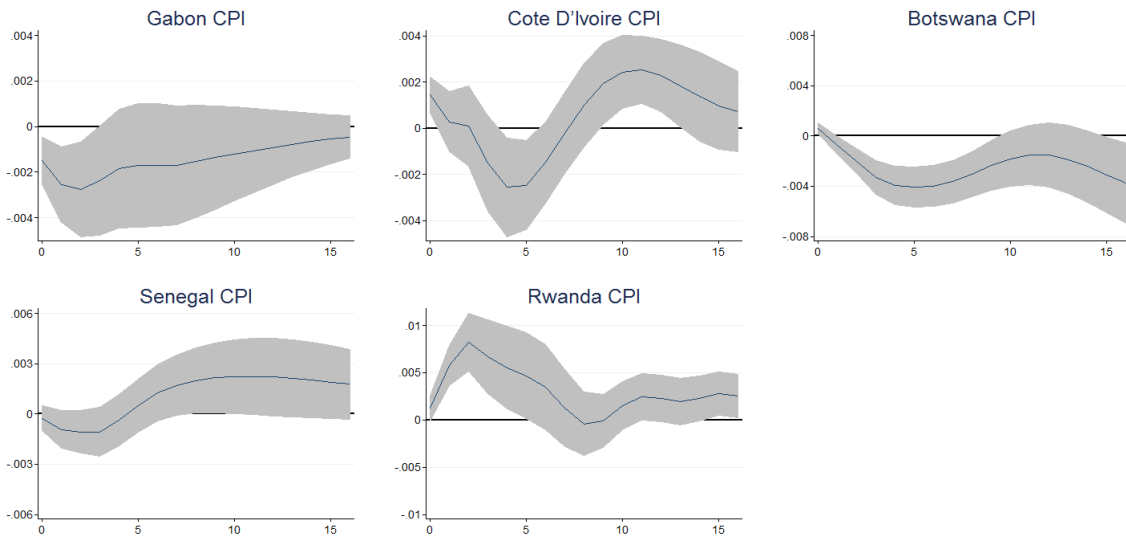 Gabon CPI
.004
.002
0
-.002
-.004
0 5 10 15
Cote D'Ivoire CPI
.004
.002
0
-.002
-.004
0 5 10 15
Botswana CPI
.008
.004
0
-.004
-.008
0 5 10 15
Senegal CPI
.006
.003
0
-.003
-.006
0 5 10 15
Rwanda CPI
.01
.005
0
-.005
-.01
0 5 10 15